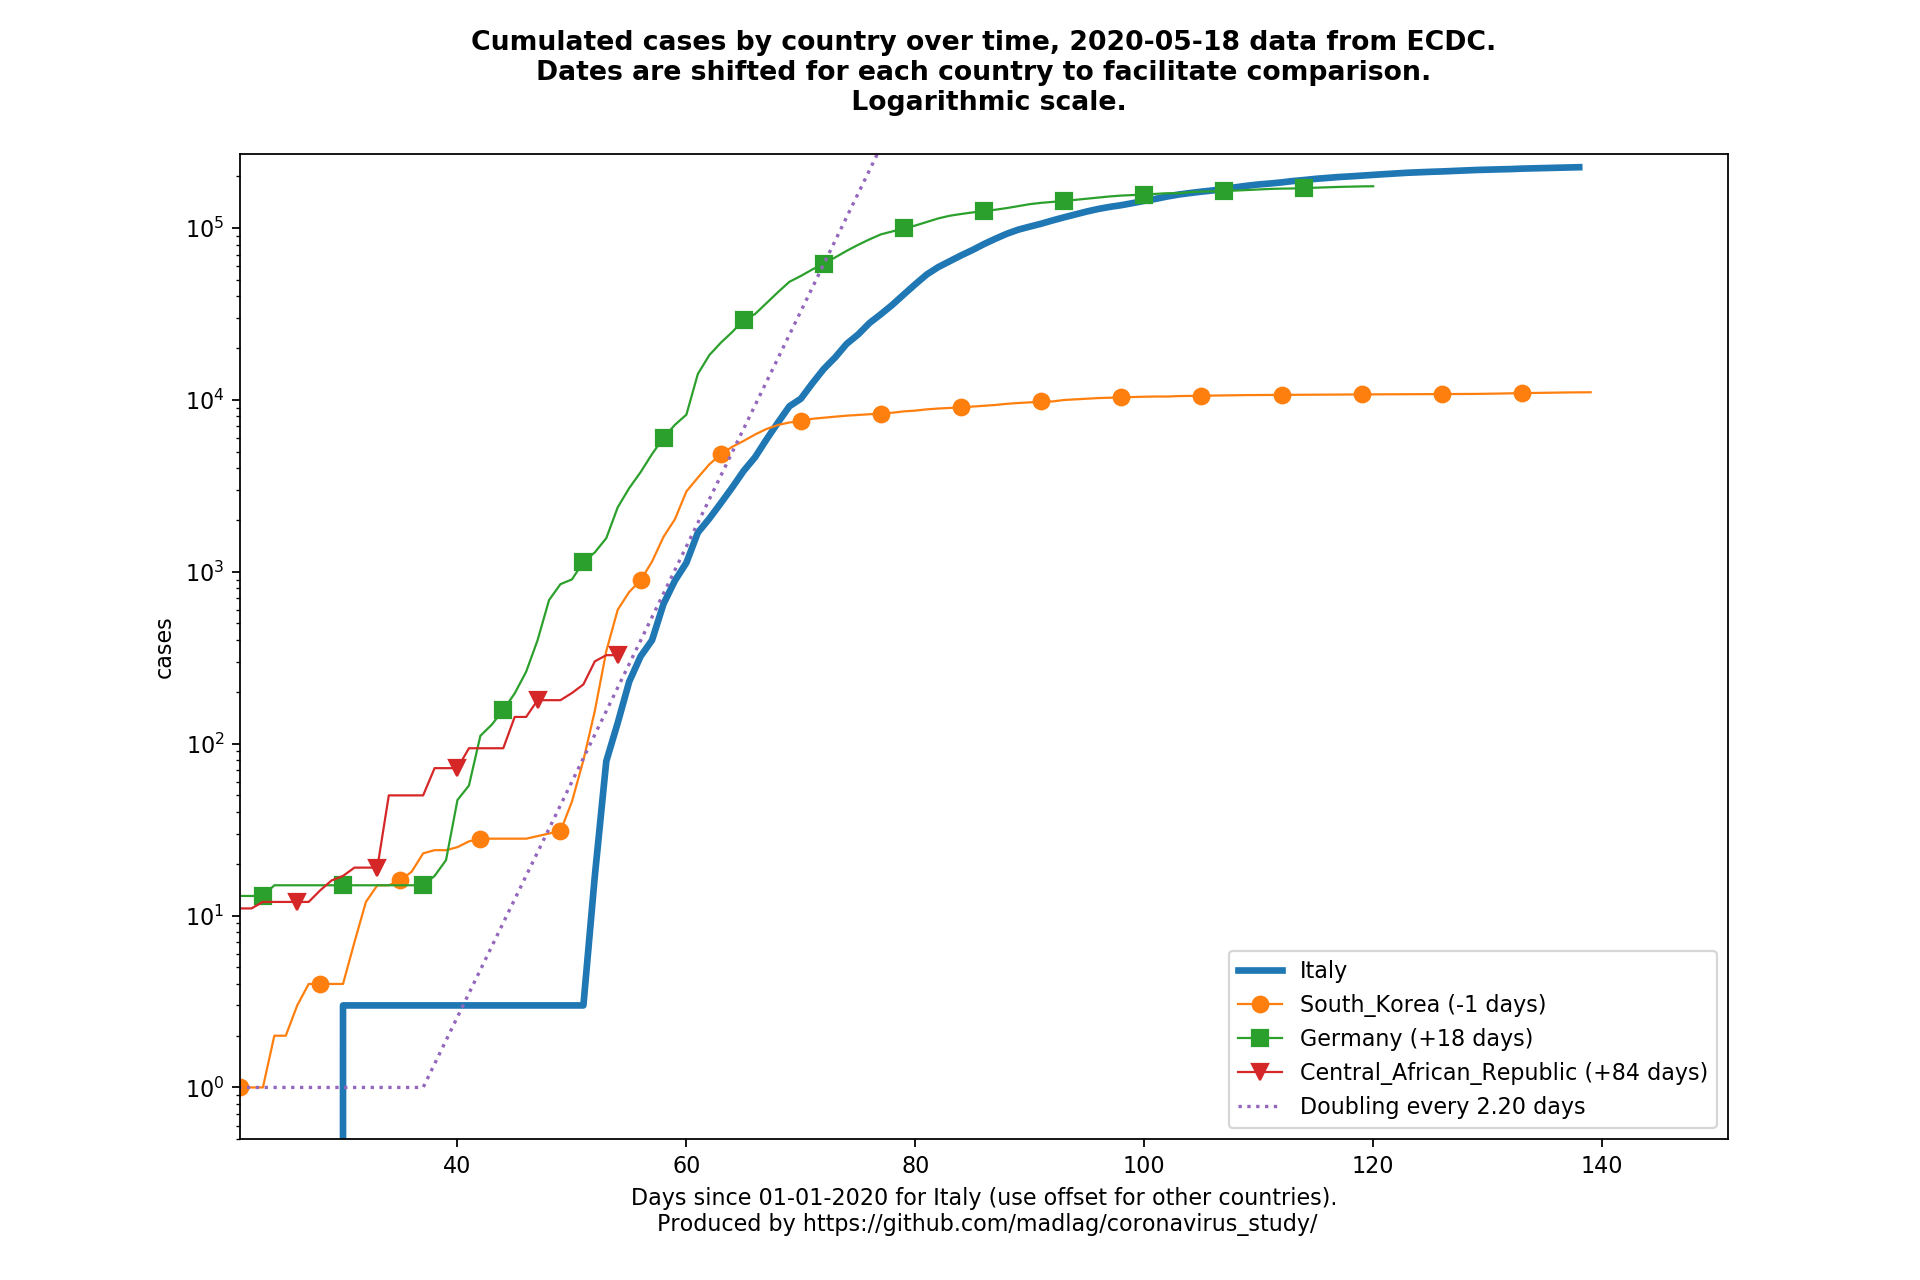 Cumulated cases by country over time, 2020-05-18 data from ECDC.
Dates are shifted for each country to facilitate comparison.
Logarithmic scale.
10^5
10^4
10^3
10^2
10^1
10^0
cases
40 60 80 100 120 140
Italy
South_Korea (-1 days)
Germany (+18 days)
Central_African_Republic (+84 days)
Doubling every 2.20 days
Days since 01-01-2020 for Italy (use offset for other countries).
Produced by https://github.com/madlag/coronavirus_study/